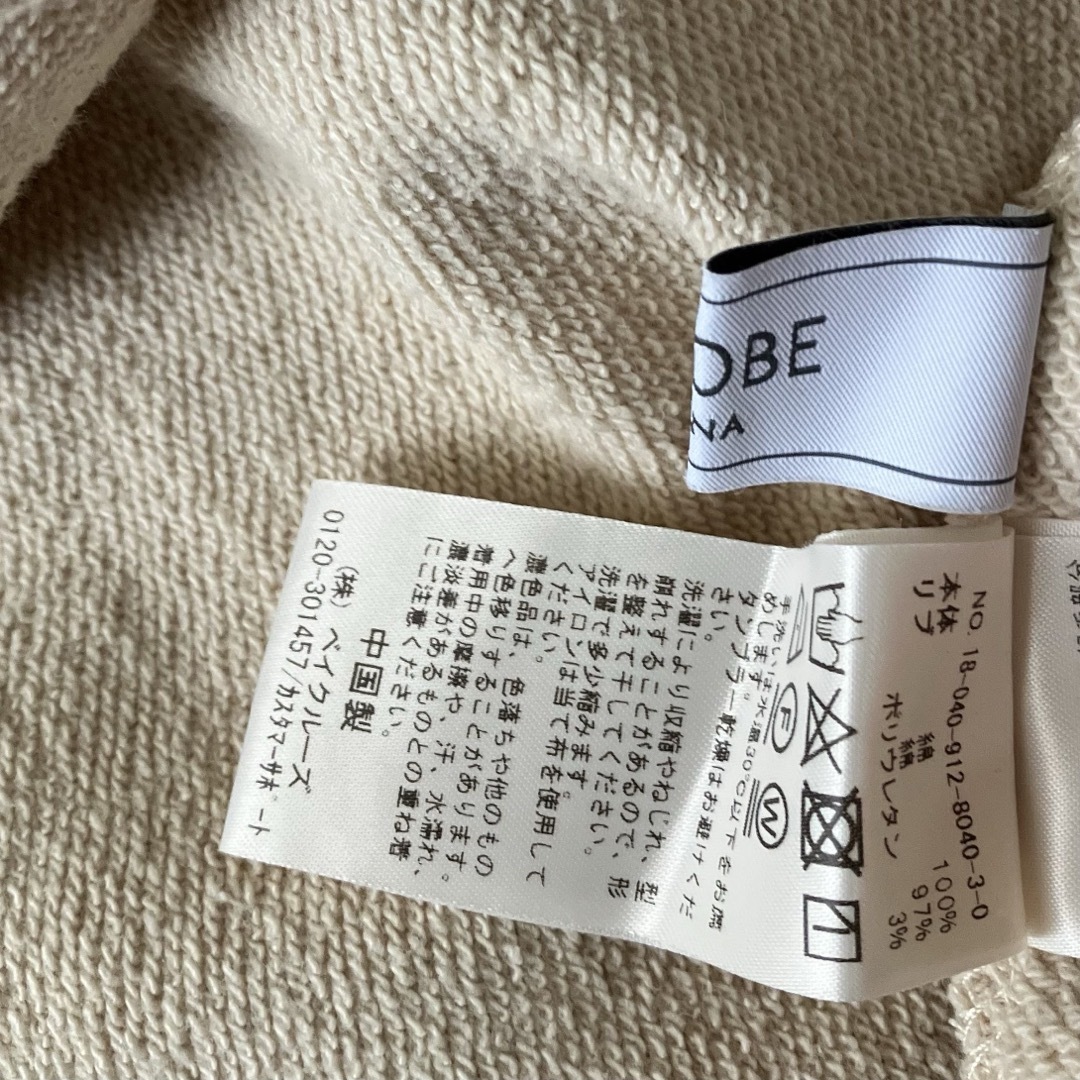 OBE
NA
NO. 18-040-912-8040-3-0
本体 綿 100%
リブ 綿 97%
ポリウレタン 3%
F
W
手洗いは水温30℃以下をお薦
めします。
タンブラー乾燥はお避けくだ
さい。
洗濯により収縮やねじれ、型
崩れすることがあるので、形
を整えて干してください。
洗濯で多少縮みます。
アイロンは当て布を使用して
ください。
濃色品は、色落ちや他のもの
へ色移りすることがあります。
着用中の摩擦や、汗、水濡れ、
濃淡差があるものとの重ね着
にご注意ください。
中国製
(株) ベイクルーズ
0120-301457/カスタマーサポート